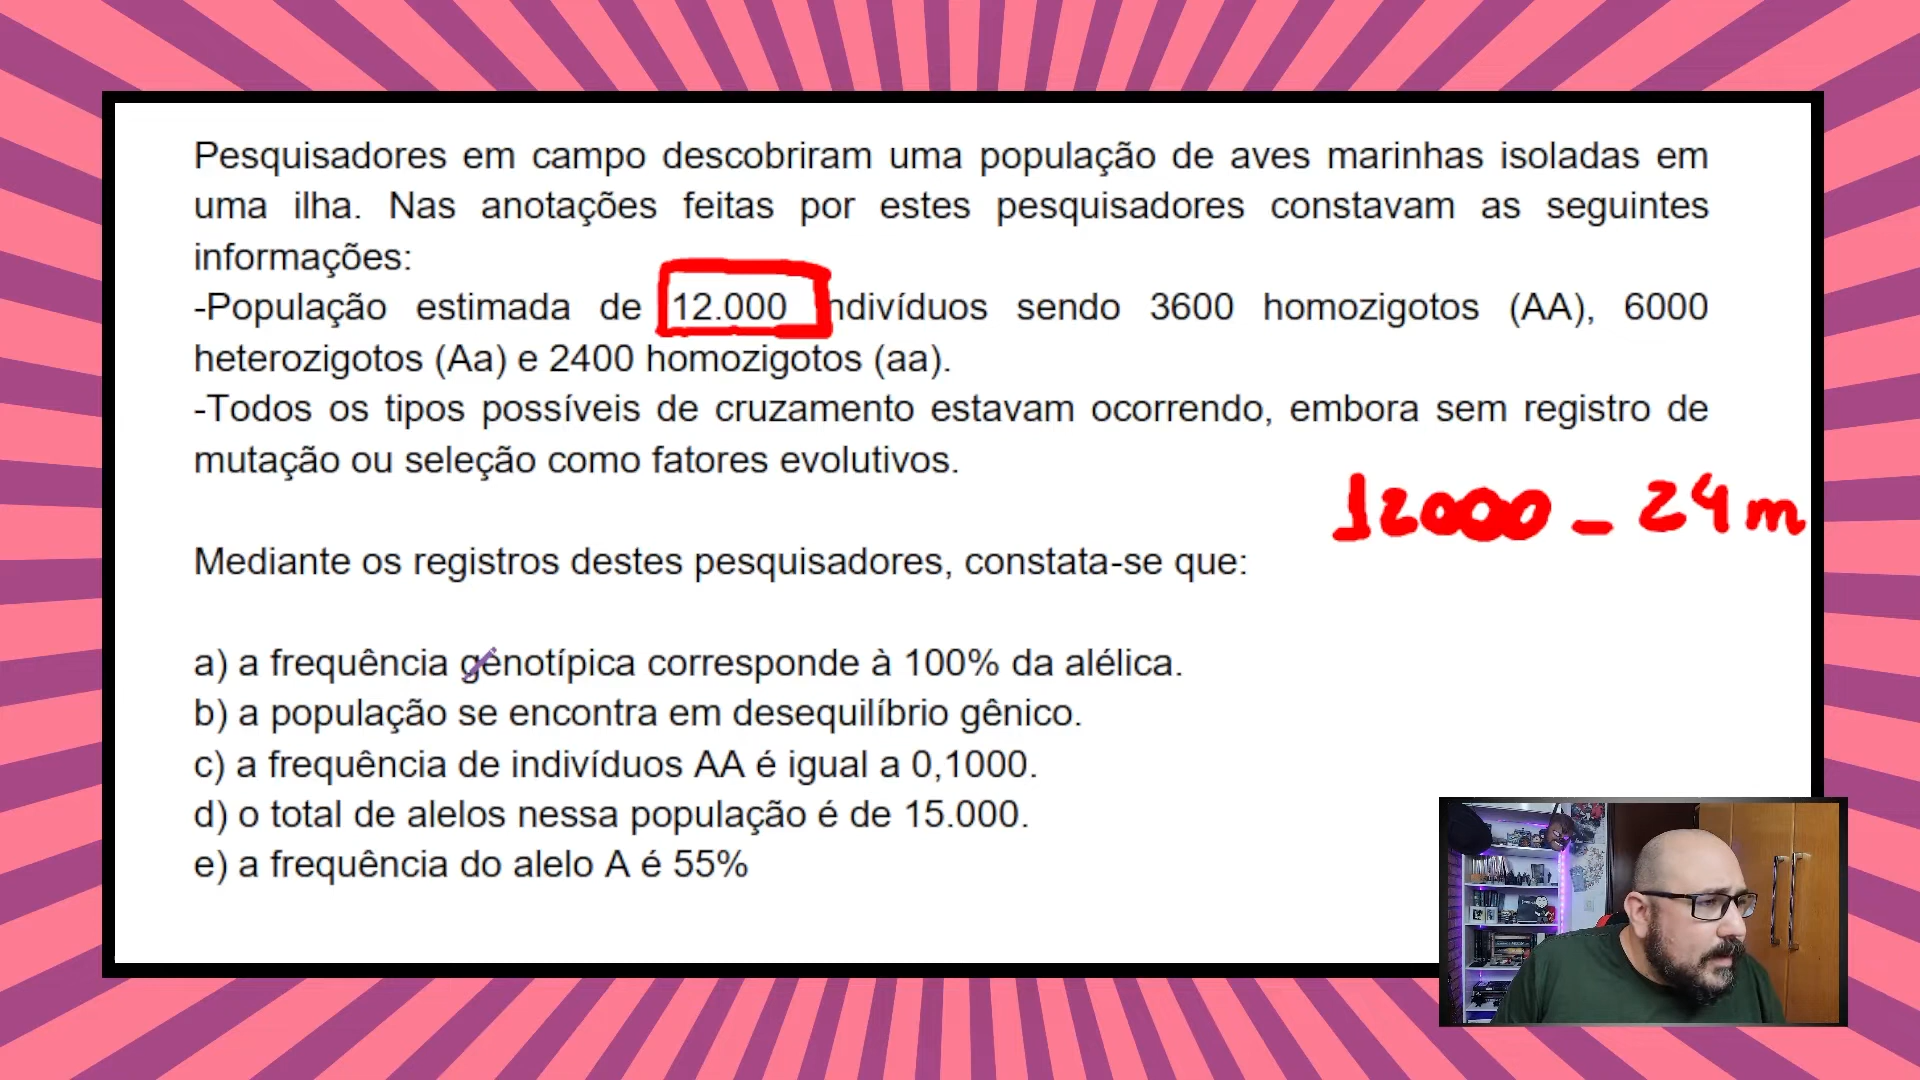 Pesquisadores em campo descobriram uma população de aves marinhas isoladas em
uma ilha. Nas anotações feitas por estes pesquisadores constavam as seguintes
informações:
-População estimada de 12.000 indivíduos sendo 3600 homozigotos (AA), 6000
heterozigotos (Aa) e 2400 homozigotos (aa).
-Todos os tipos possíveis de cruzamento estavam ocorrendo, embora sem registro de
mutação ou seleção como fatores evolutivos.
12000 - 24m
Mediante os registros destes pesquisadores, constata-se que:
a) a frequência genotípica corresponde à 100% da alélica.
b) a população se encontra em desequilíbrio gênico.
c) a frequência de indivíduos AA é igual a 0,1000.
d) o total de alelos nessa população é de 15.000.
e) a frequência do alelo A é 55%